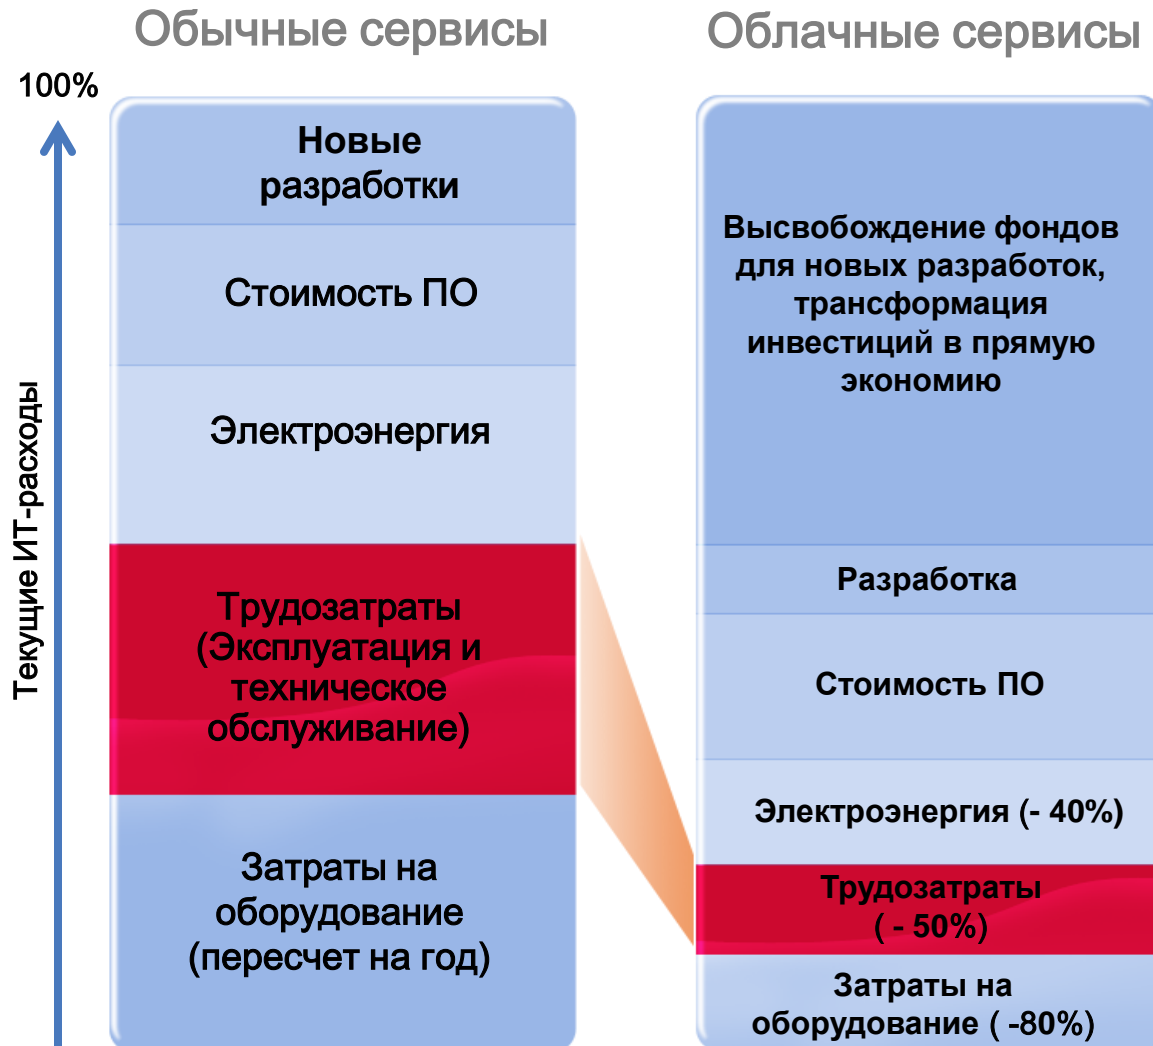 Обычные сервисы
Облачные сервисы
100%
Текущие ИТ-расходы
Новые
разработки
Стоимость ПО
Электроэнергия
Трудозатраты
(Эксплуатация и
техническое
обслуживание)
Затраты на
оборудование
(пересчет на год)
Высвобождение фондов
для новых разработок,
трансформация
инвестиций в прямую
экономию
Разработка
Стоимость ПО
Электроэнергия (- 40%)
Трудозатраты
( - 50%)
Затраты на
оборудование ( -80%)